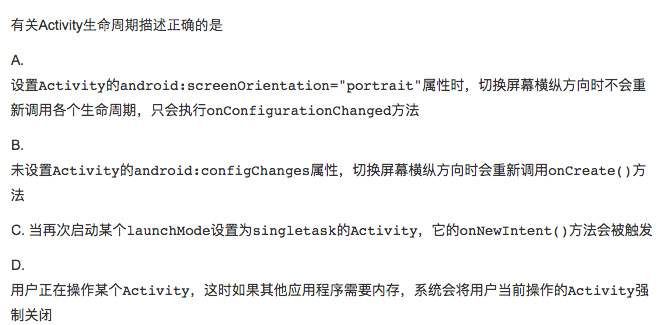 有关Activity生命周期描述正确的是
A.
设置Activity的android:screenOrientation="portrait"属性时，切换屏幕横纵方向时不会重
新调用各个生命周期，只会执行onConfigurationChanged方法
B.
未设置Activity的android:configChanges属性，切换屏幕横纵方向时会重新调用onCreate()方
法
C. 当再次启动某个launchMode设置为singletask的Activity，它的onNewIntent()方法会被触发
D.
用户正在操作某个Activity，这时如果其他应用程序需要内存，系统会将用户当前操作的Activity强
制关闭